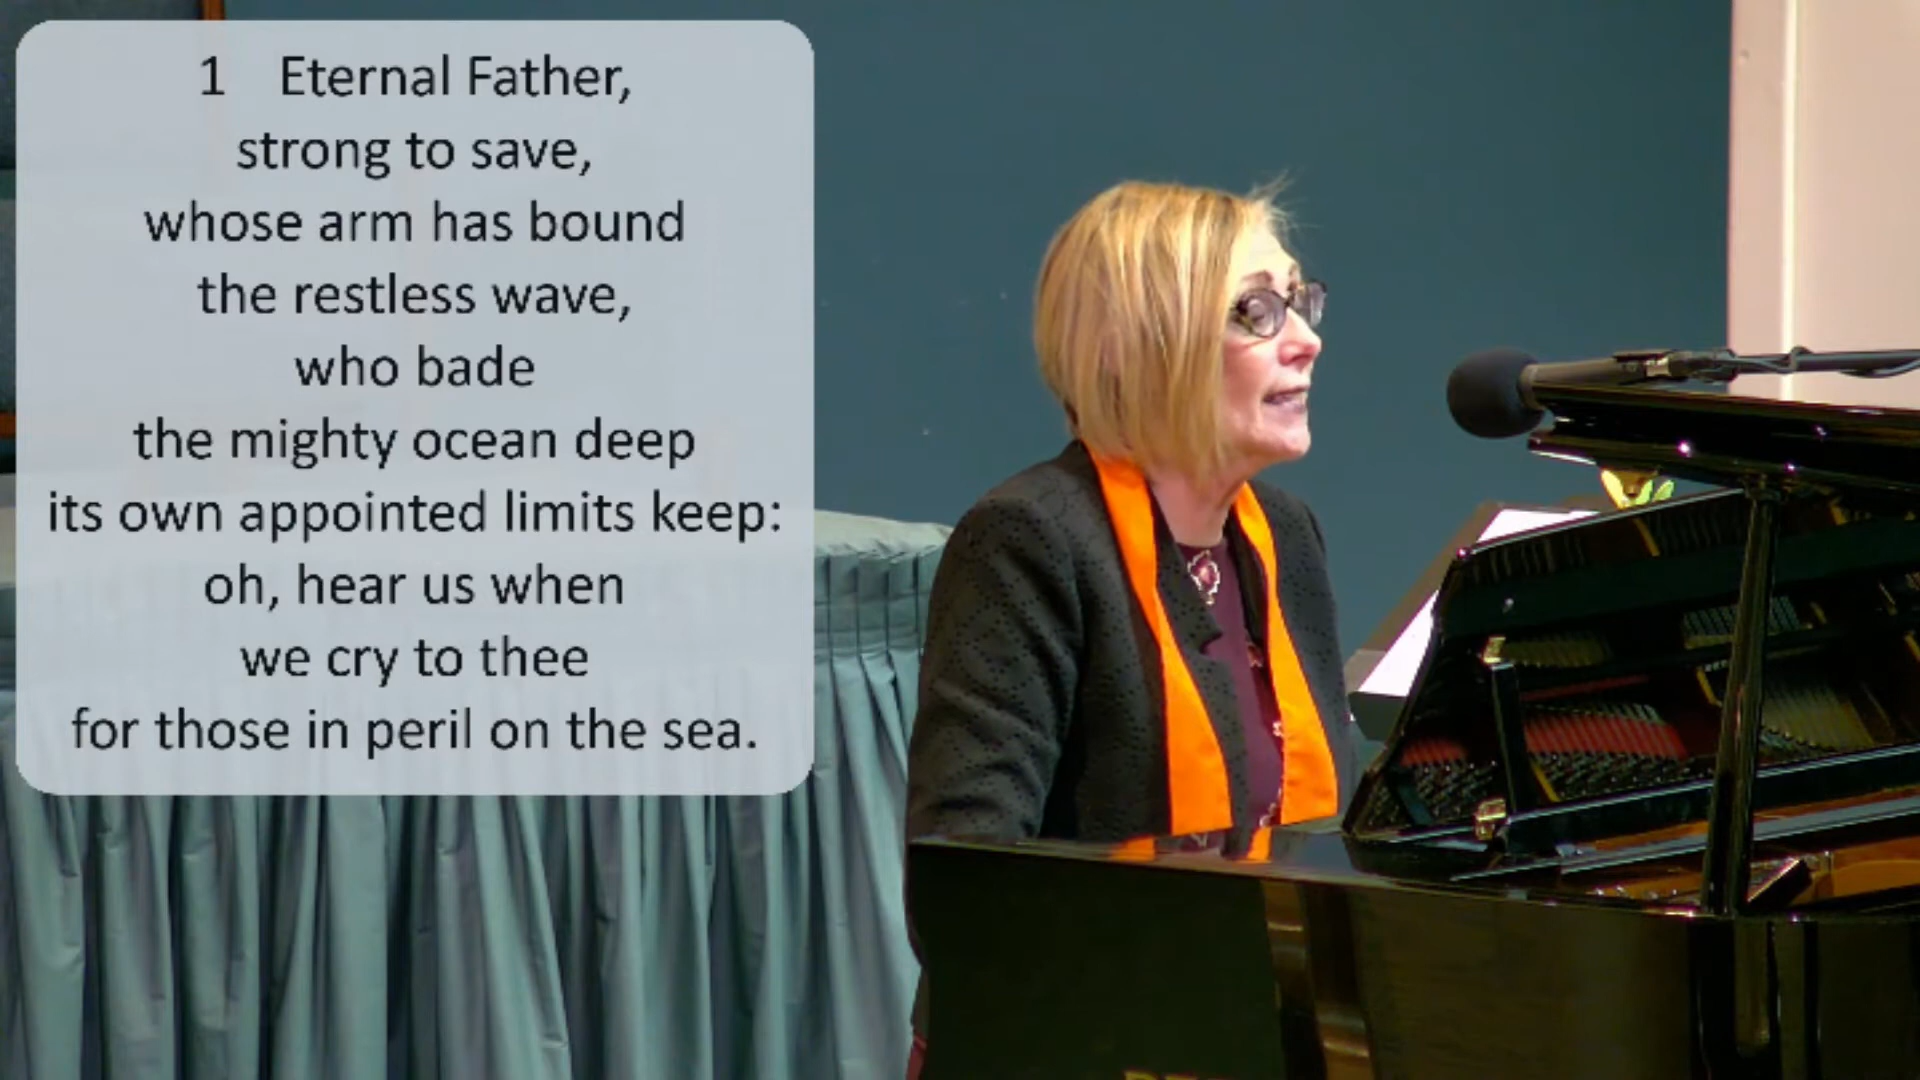 1 Eternal Father,
strong to save,
whose arm has bound
the restless wave,
who bade
the mighty ocean deep
its own appointed limits keep:
oh, hear us when
we cry to thee
for those in peril on the sea.